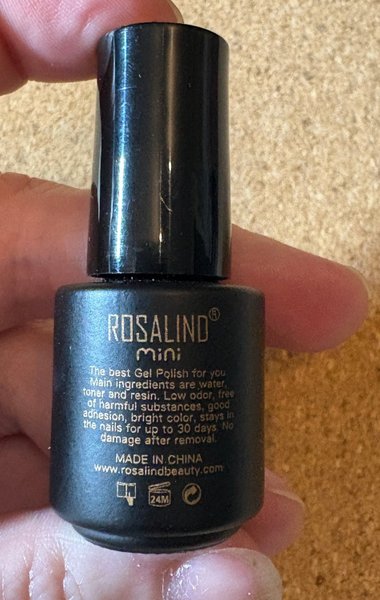 ROSALIND®
mini
The best Gel Polish for you.
Main ingredients are water,
toner and resin. Low odor, free
of harmful substances, good
adhesion, bright color, stays in
the nails for up to 30 days. No
damage after removal.
MADE IN CHINA
www.rosalindbeauty.com
24M